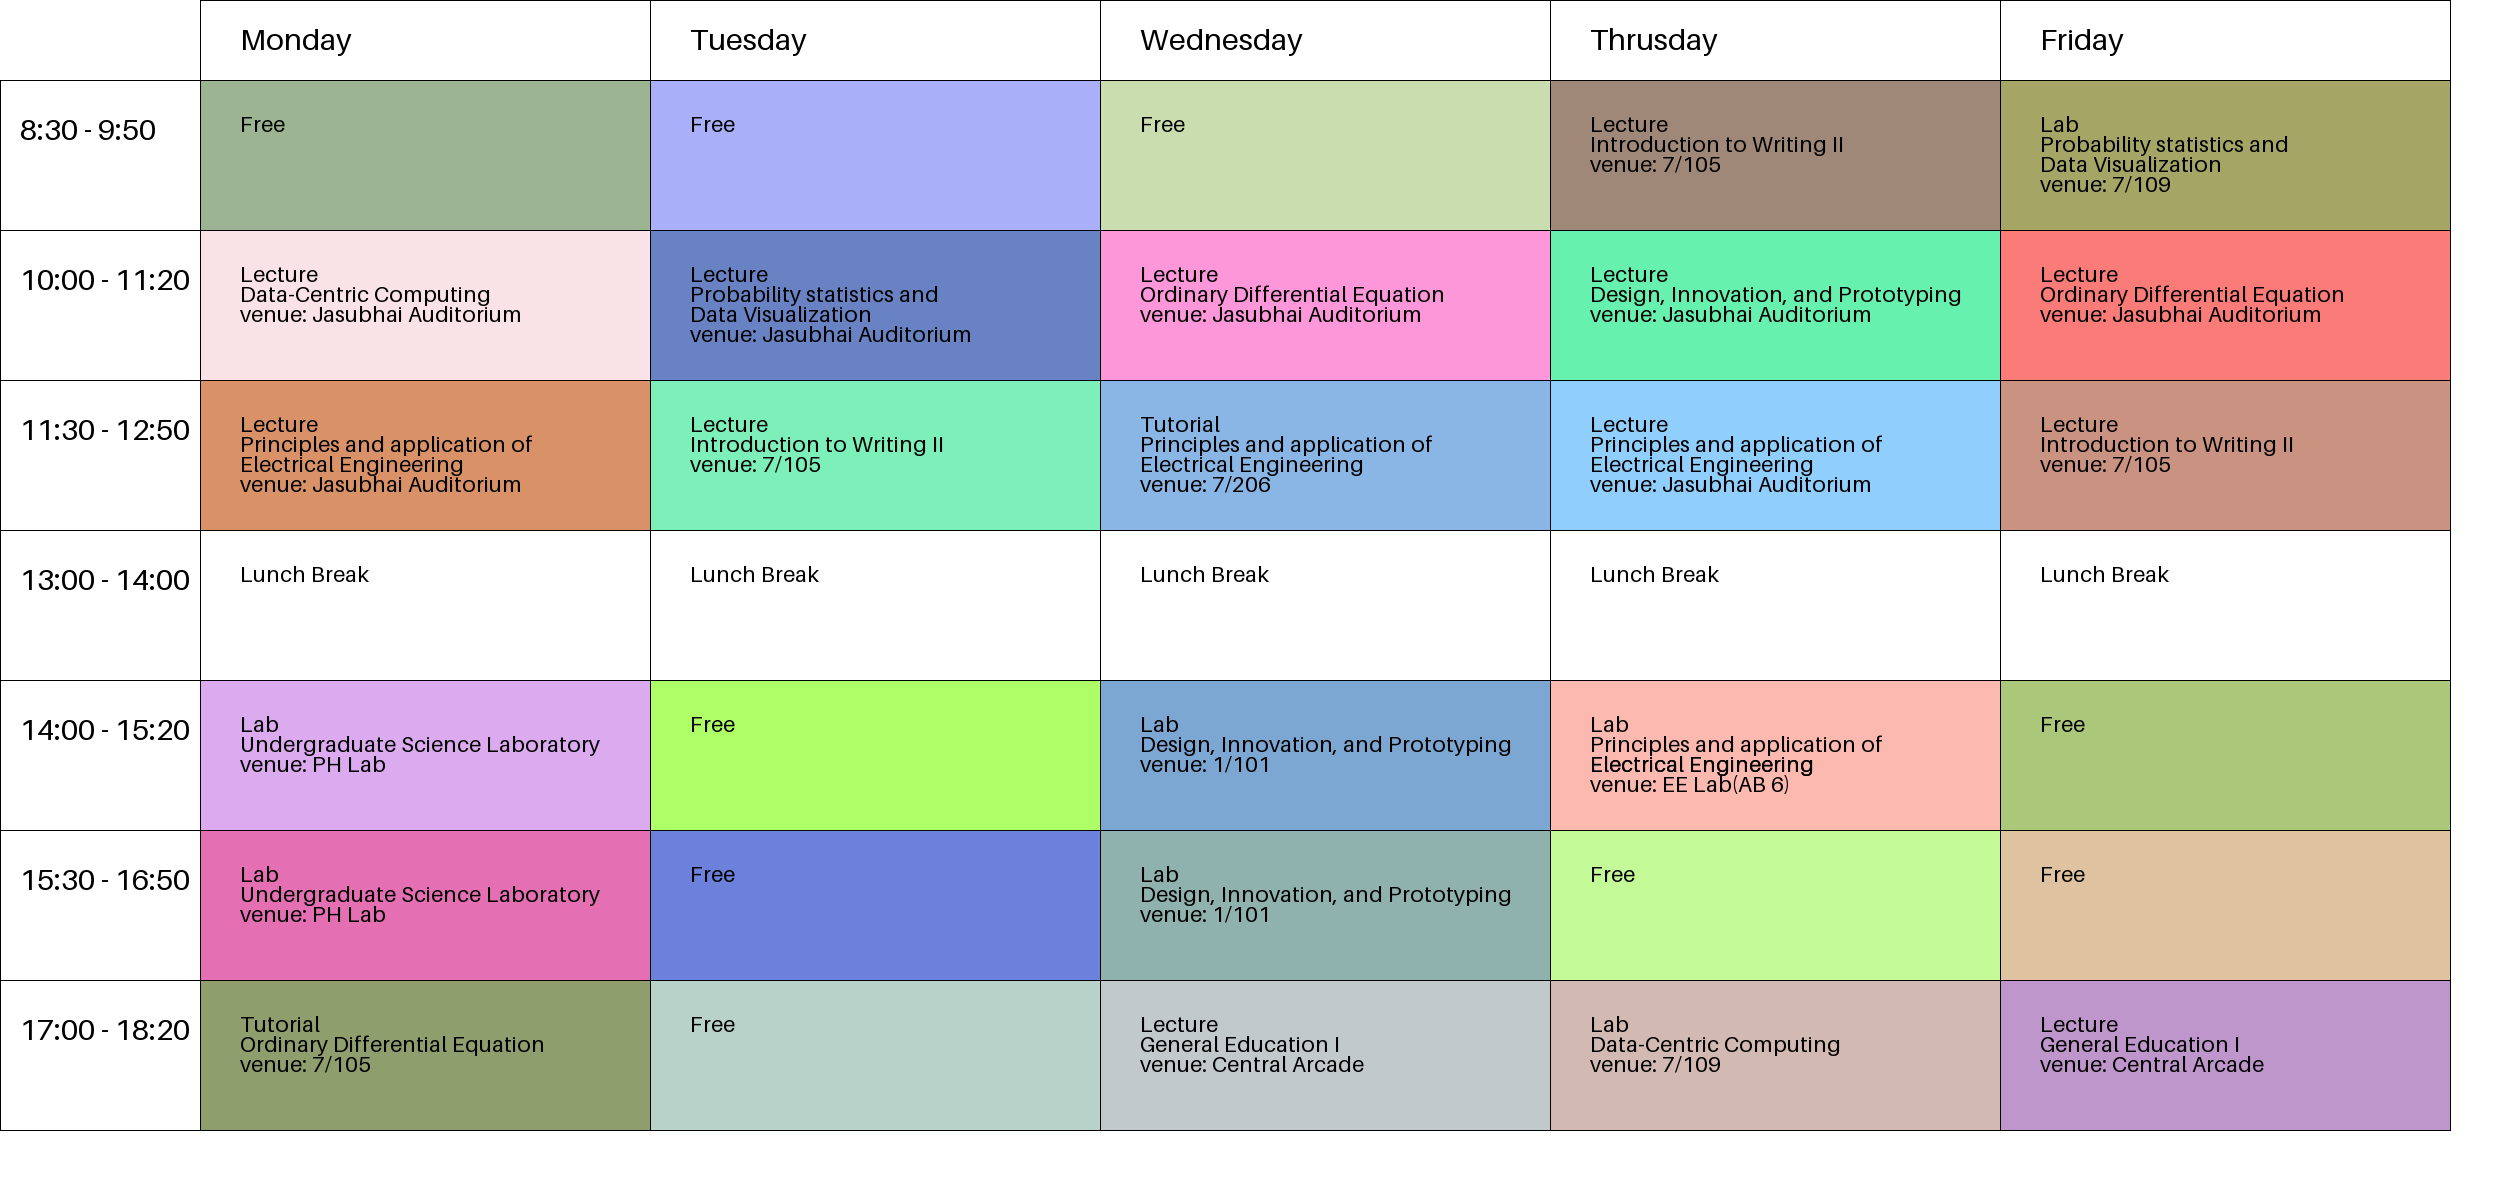 Monday
Tuesday
Wednesday
Thrusday
Friday
8:30 - 9:50
Free
Free
Free
Lecture
Introduction to Writing II
venue: 7/105
Lab
Probability statistics and
Data Visualization
venue: 7/109
10:00 - 11:20
Lecture
Data-Centric Computing
venue: Jasubhai Auditorium
Lecture
Probability statistics and
Data Visualization
venue: Jasubhai Auditorium
Lecture
Ordinary Differential Equation
venue: Jasubhai Auditorium
Lecture
Design, Innovation, and Prototyping
venue: Jasubhai Auditorium
Lecture
Ordinary Differential Equation
venue: Jasubhai Auditorium
11:30 - 12:50
Lecture
Principles and application of
Electrical Engineering
venue: Jasubhai Auditorium
Lecture
Introduction to Writing II
venue: 7/105
Tutorial
Principles and application of
Electrical Engineering
venue: 7/206
Lecture
Principles and application of
Electrical Engineering
venue: Jasubhai Auditorium
Lecture
Introduction to Writing II
venue: 7/105
13:00 - 14:00
Lunch Break
Lunch Break
Lunch Break
Lunch Break
Lunch Break
14:00 - 15:20
Lab
Undergraduate Science Laboratory
venue: PH Lab
Free
Lab
Design, Innovation, and Prototyping
venue: 1/101
Lab
Principles and application of
Electrical Engineering
venue: EE Lab(AB 6)
Free
15:30 - 16:50
Lab
Undergraduate Science Laboratory
venue: PH Lab
Free
Lab
Design, Innovation, and Prototyping
venue: 1/101
Free
Free
17:00 - 18:20
Tutorial
Ordinary Differential Equation
venue: 7/105
Free
Lecture
General Education I
venue: Central Arcade
Lab
Data-Centric Computing
venue: 7/109
Lecture
General Education I
venue: Central Arcade